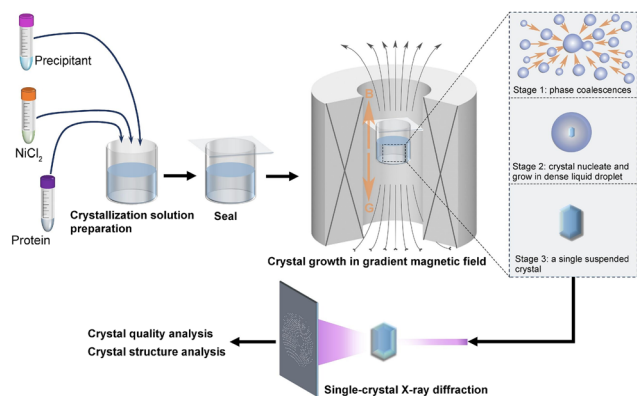 Precipitant
NiCl2
Protein
Crystallization solution
preparation
Seal
B
G
Crystal growth in gradient magnetic field
Stage 1: phase coalescences
Stage 2: crystal nucleate and
grow in dense liquid droplet
Stage 3: a single suspended
crystal
Crystal quality analysis
Crystal structure analysis
Single-crystal X-ray diffraction